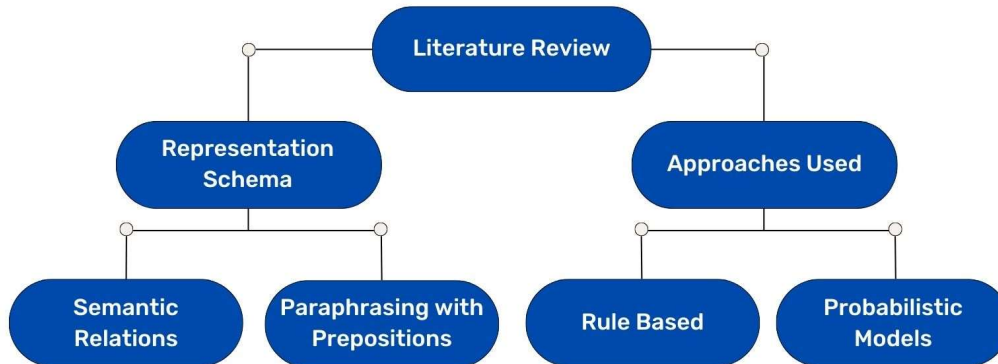 Literature Review
Representation
Schema
Approaches Used
Semantic
Relations
Paraphrasing with
Prepositions
Rule Based
Probabilistic
Models